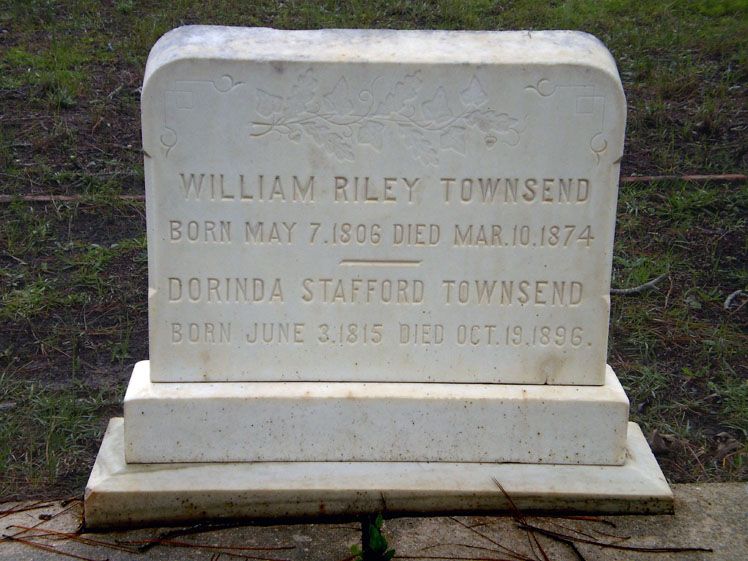 WILLIAM RILEY TOWNSEND
BORN MAY 7.1806 DIED MAR.10.1874
DORINDA STAFFORD TOWNSEND
BORN JUNE 3.1815 DIED OCT.19.1896.